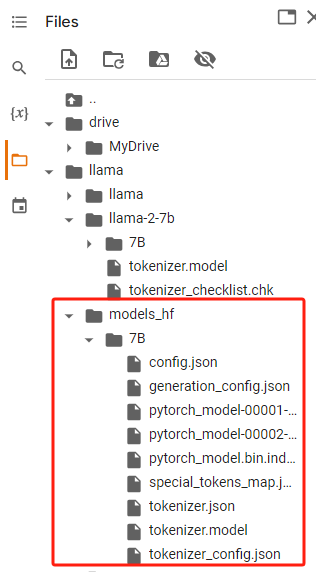 Files
{x}
..
drive
MyDrive
llama
llama
llama-2-7b
7B
tokenizer.model
tokenizer_checklist.chk
models_hf
7B
config.json
generation_config.json
pytorch_model-00001-...
pytorch_model-00002-...
pytorch_model.bin.ind...
special_tokens_map.j...
tokenizer.json
tokenizer.model
tokenizer_config.json